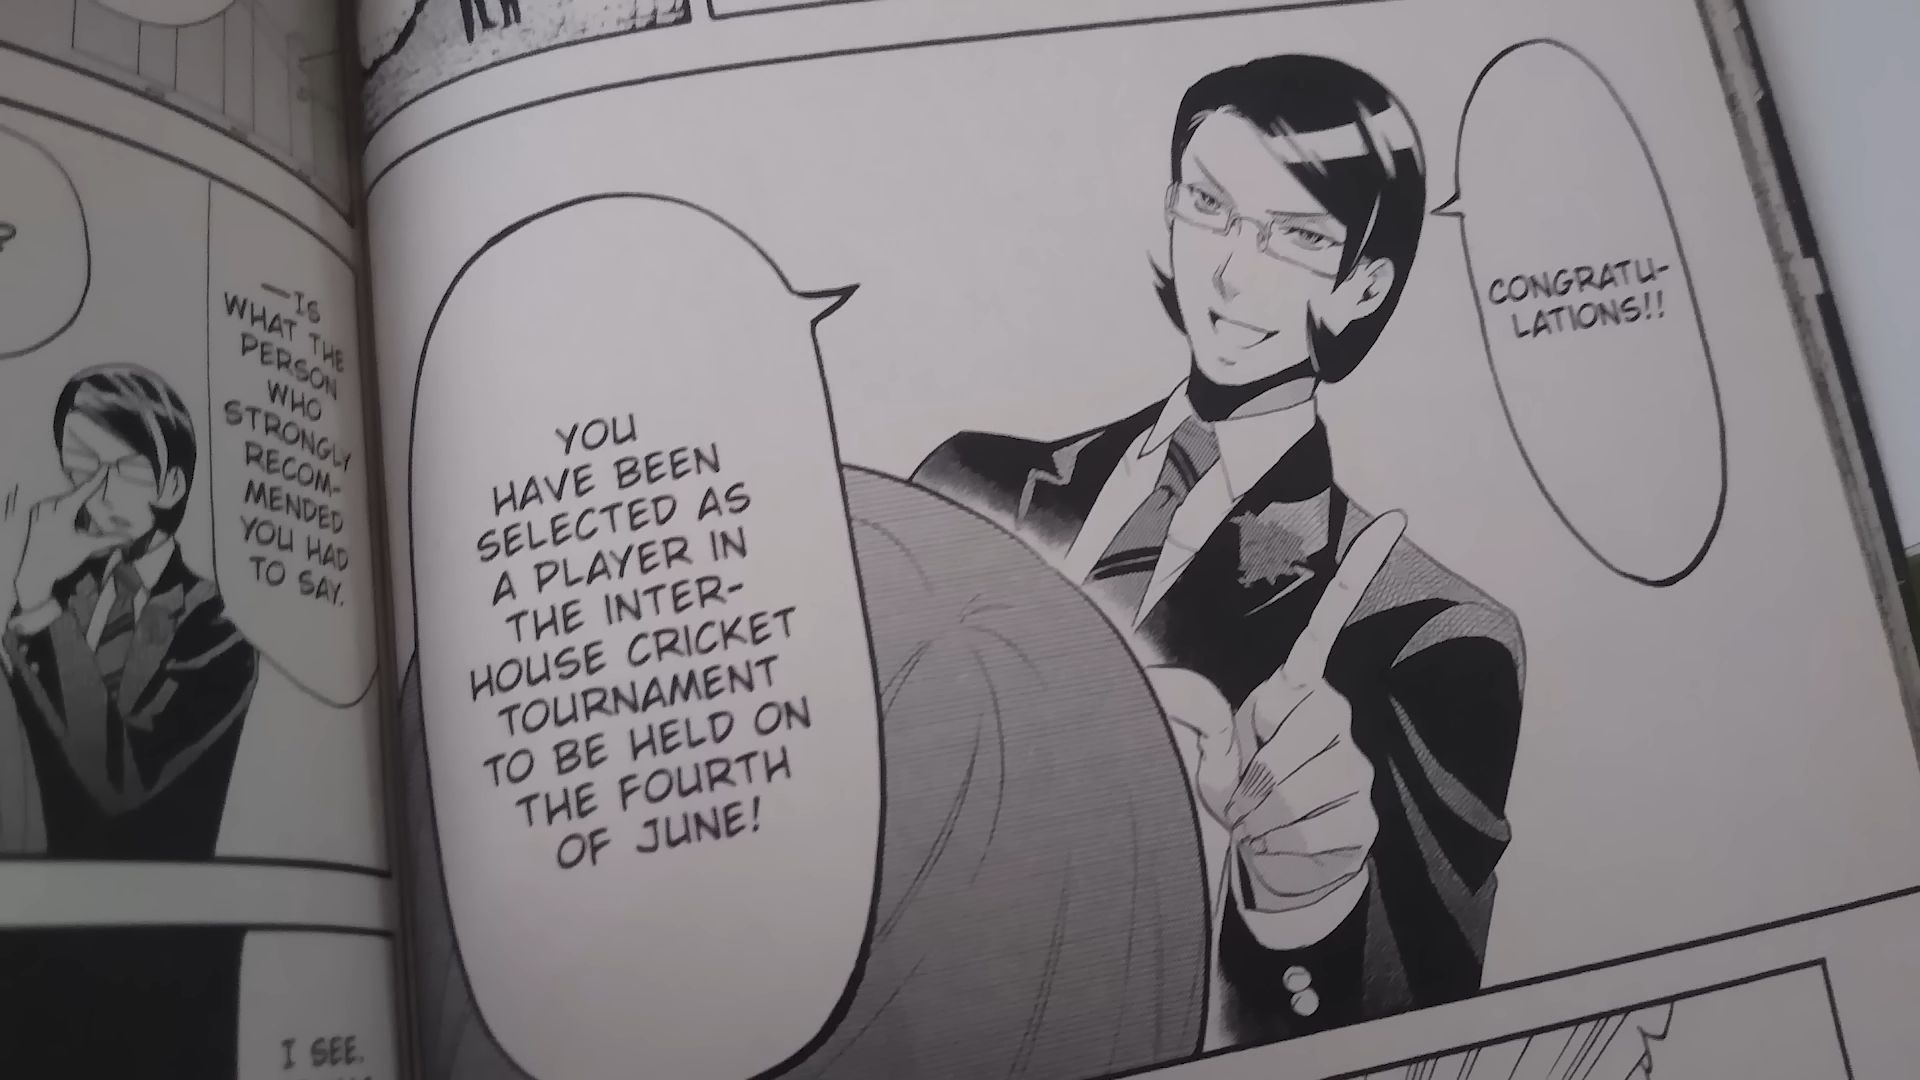 ?
—IS
WHAT THE
PERSON
WHO
STRONGLY
RECOM-
MENDED
YOU HAD
TO SAY.
I SEE.
CONGRATU-
LATIONS!!
YOU
HAVE BEEN
SELECTED AS
A PLAYER IN
THE INTER-
HOUSE CRICKET
TOURNAMENT
TO BE HELD ON
THE FOURTH
OF JUNE!